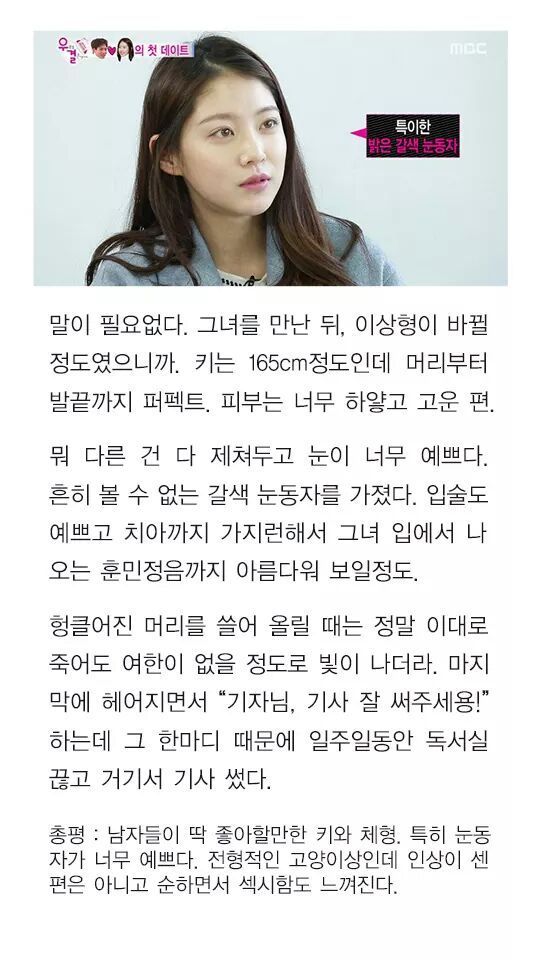 우결
의 첫 데이트
MBC
특이한
밝은 갈색 눈동자
말이 필요없다. 그녀를 만난 뒤, 이상형이 바뀔
정도였으니까. 키는 165cm정도인데 머리부터
발끝까지 퍼펙트. 피부는 너무 하얗고 고운 편.
뭐 다른 건 다 제쳐두고 눈이 너무 예쁘다.
흔히 볼 수 없는 갈색 눈동자를 가졌다. 입술도
예쁘고 치아까지 가지런해서 그녀 입에서 나
오는 훈민정음까지 아름다워 보일정도.
헝클어진 머리를 쓸어 올릴 때는 정말 이대로
죽어도 여한이 없을 정도로 빛이 나더라. 마지
막에 헤어지면서 “기자님, 기사 잘 써주세용!”
하는데 그 한마디 때문에 일주일동안 독서실
끊고 거기서 기사 썼다.
총평 : 남자들이 딱 좋아할만한 키와 체형. 특히 눈동
자가 너무 예쁘다. 전형적인 고양이상인데 인상이 센
편은 아니고 순하면서 섹시함도 느껴진다.